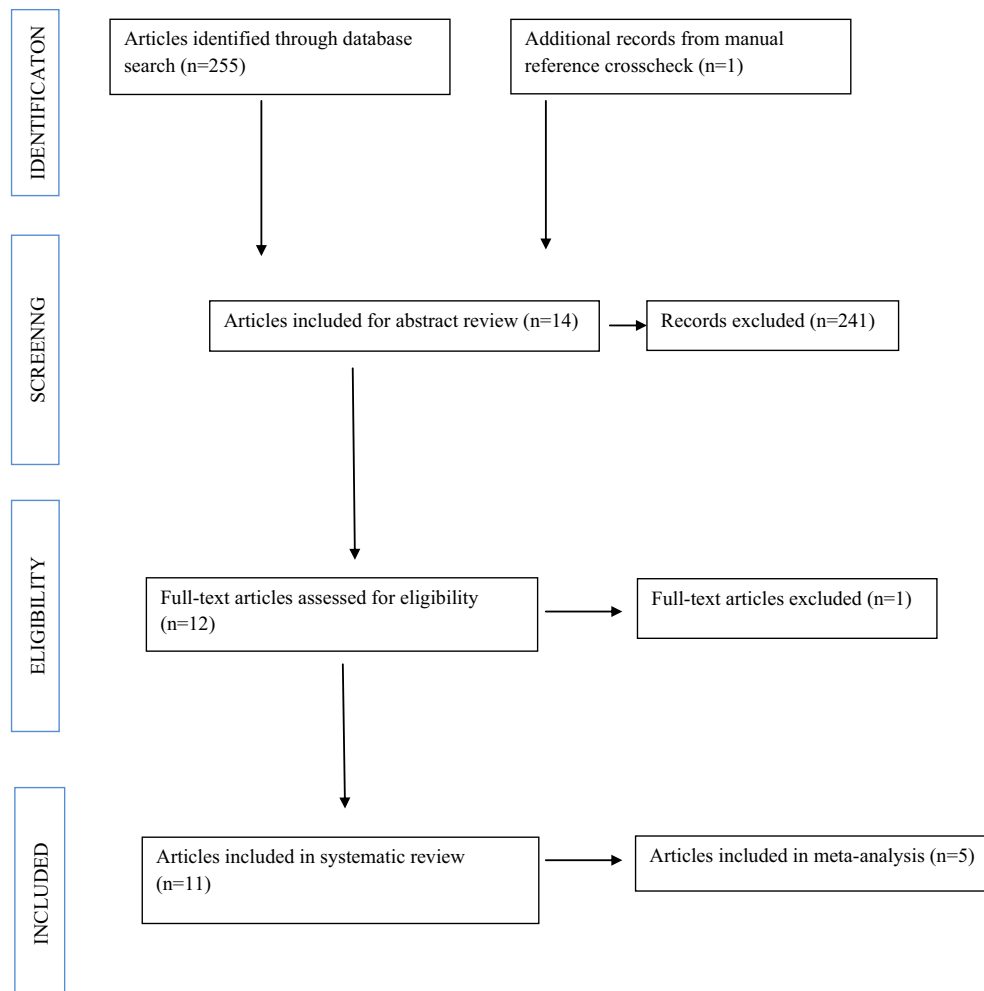 IDENTIFICATON
Articles identified through database
search (n=255)
Additional records from manual
reference crosscheck (n=1)
SCREENNG
Articles included for abstract review (n=14)
Records excluded (n=241)
ELIGIBILITY
Full-text articles assessed for eligibility
(n=12)
Full-text articles excluded (n=1)
INCLUDED
Articles included in systematic review
(n=11)
Articles included in meta-analysis (n=5)